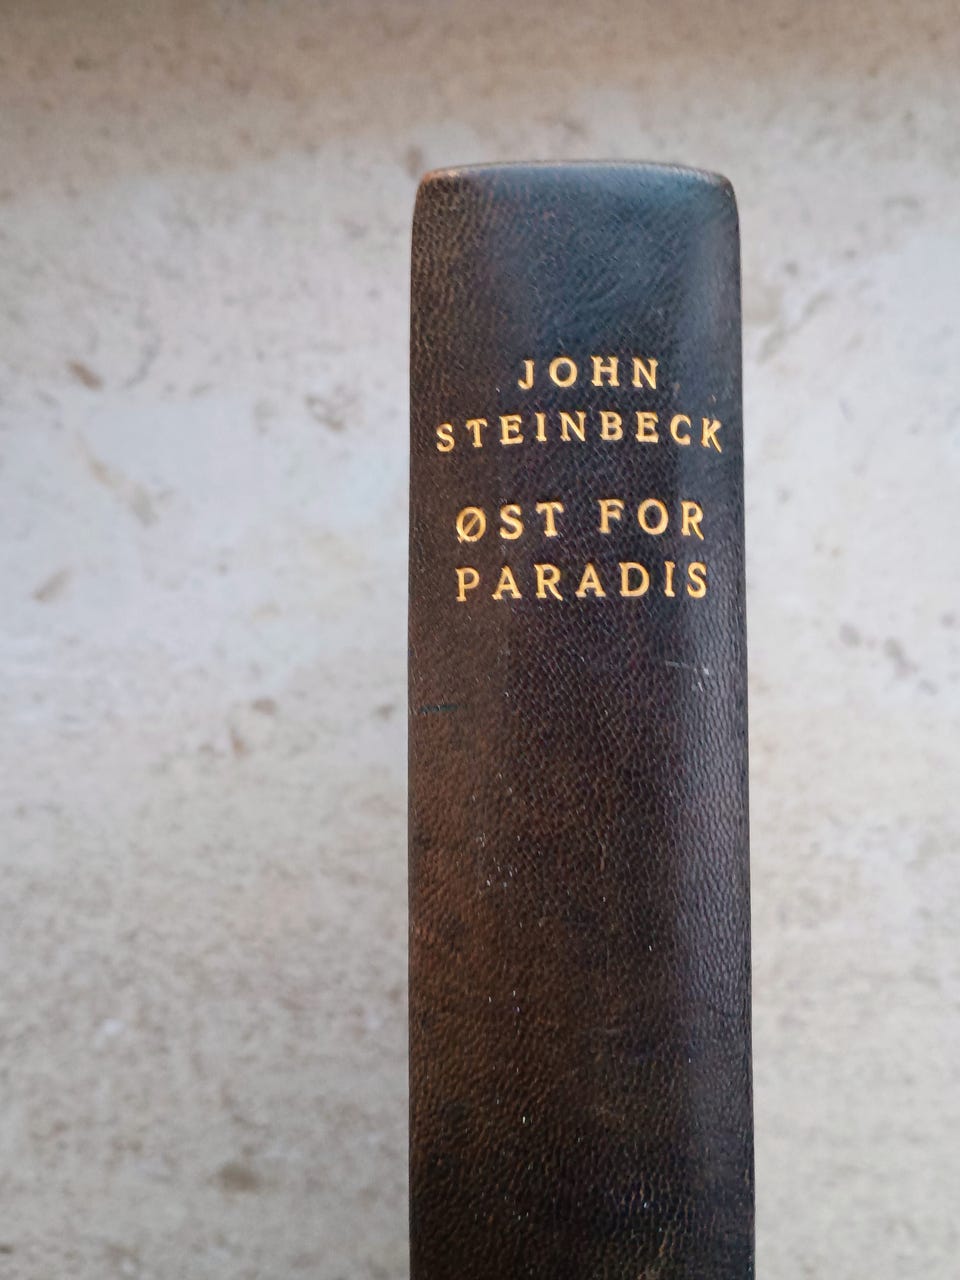 JOHN
STEINBECK
ØST FOR
PARADIS